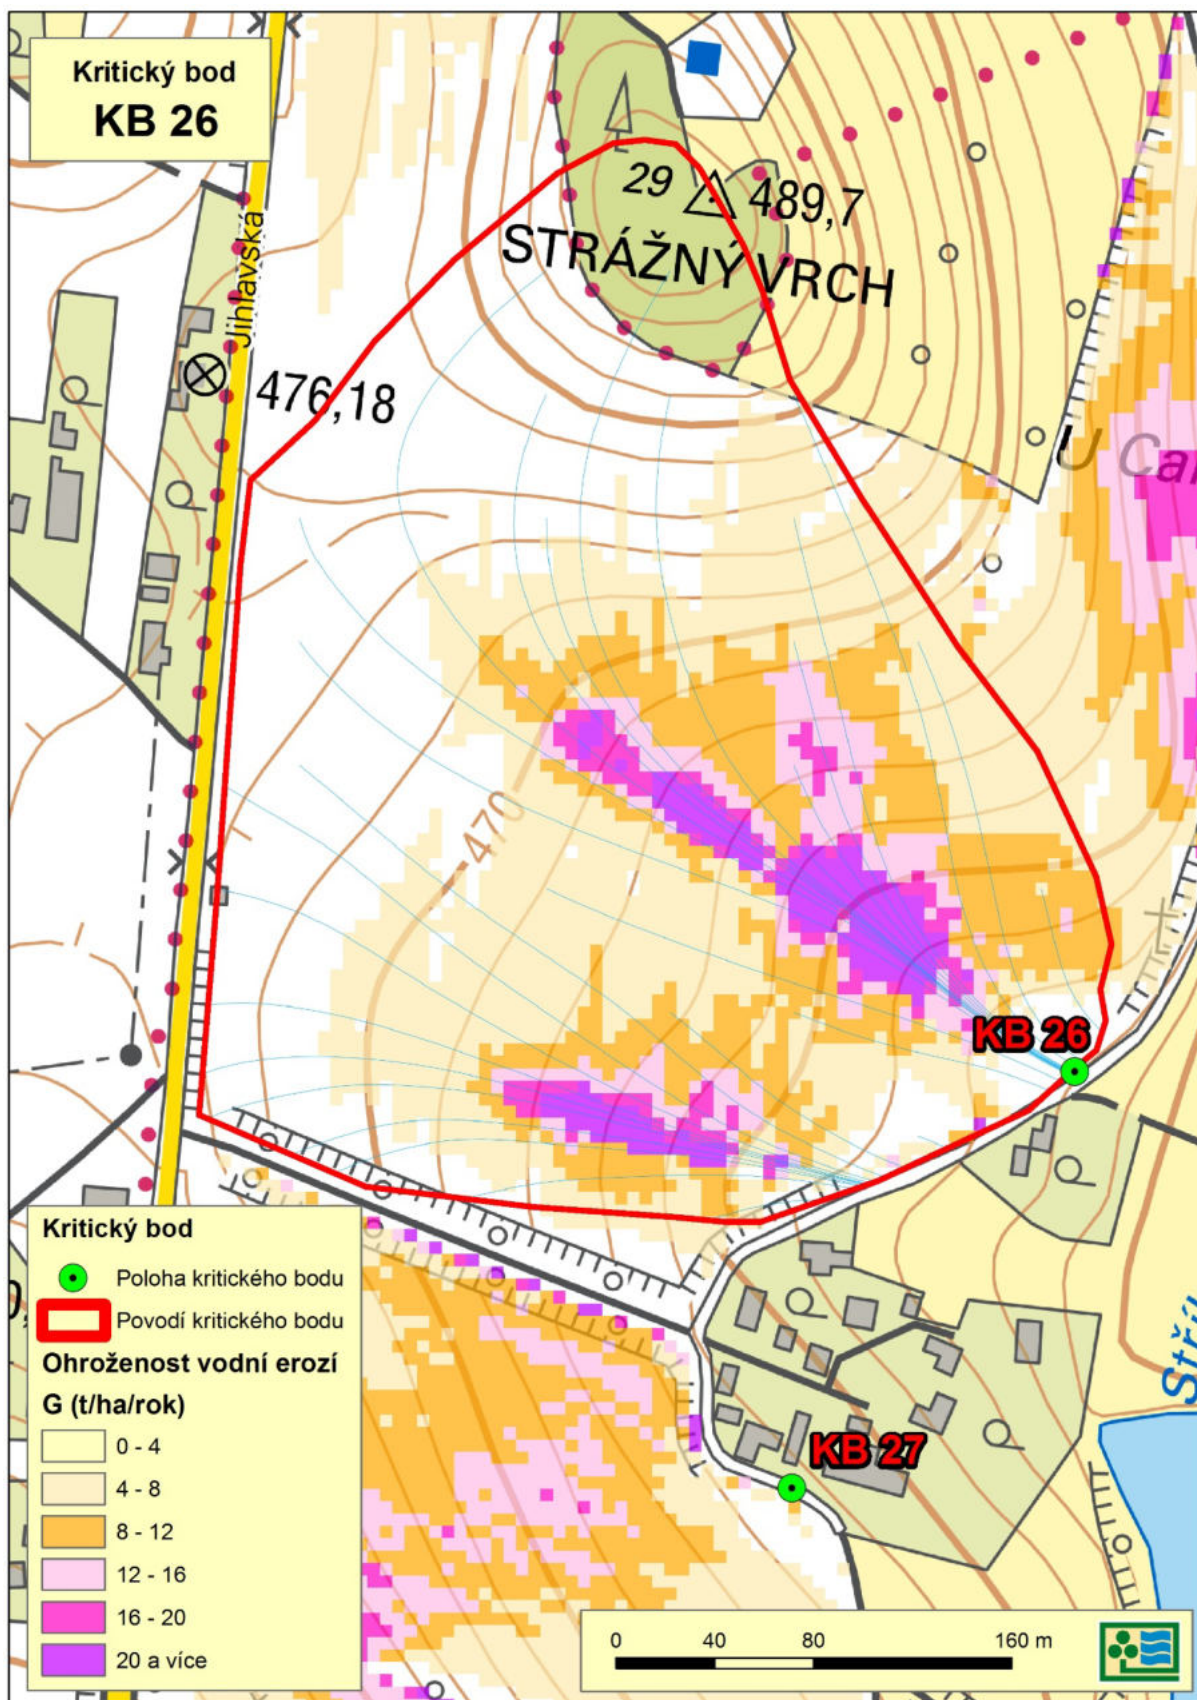 Kritický bod
KB 26
29
489,7
STRÁŽNÝ VRCH
Jihlavská
476,18
470
KB 26
Kritický bod
Poloha kritického bodu
Povodí kritického bodu
Ohroženost vodní erozí
G (t/ha/rok)
0 - 4
4 - 8
8 - 12
12 - 16
16 - 20
20 a více
KB 27
0 40 80 160 m